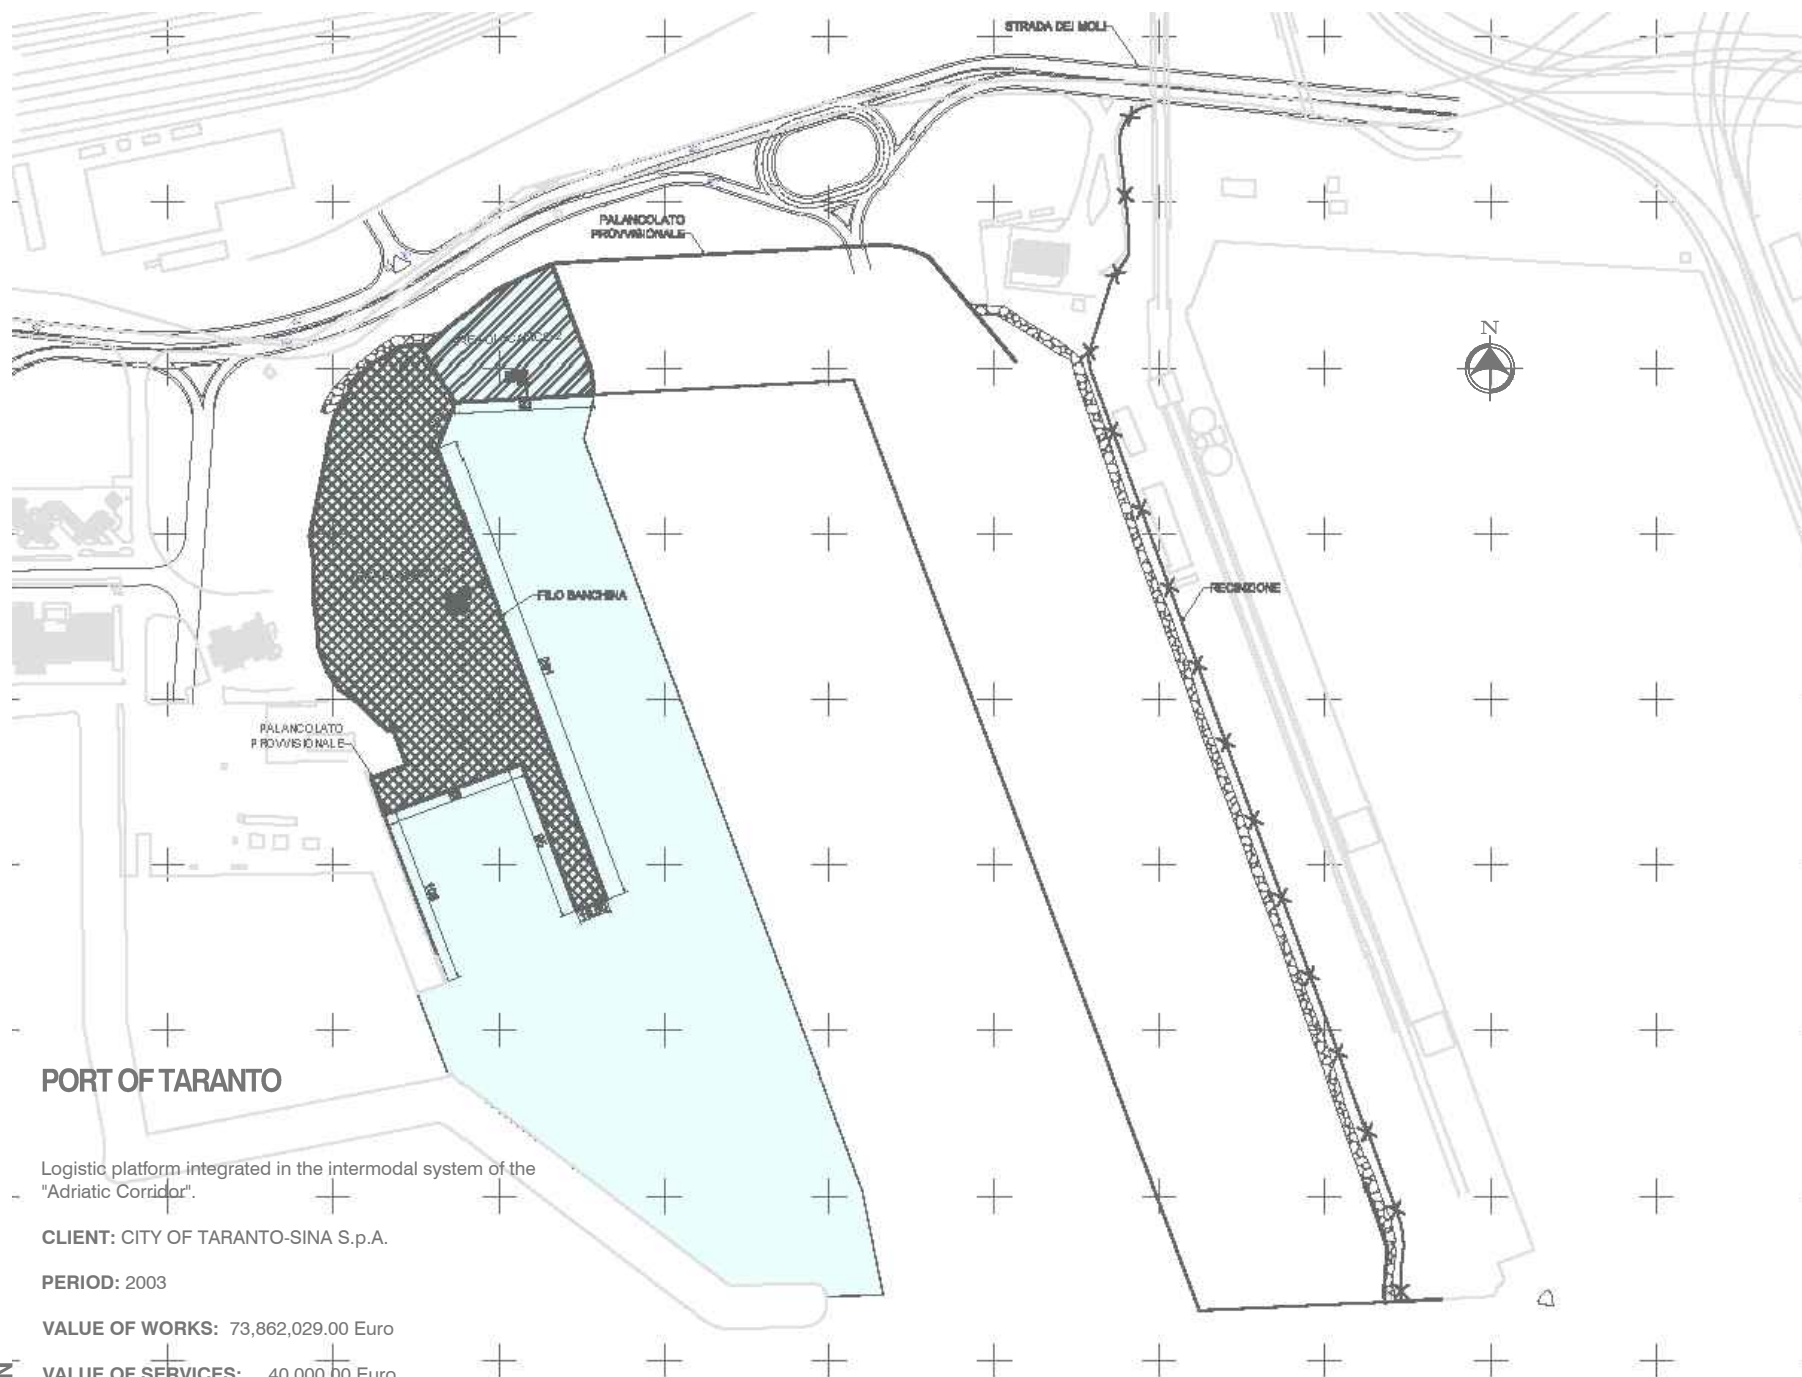 STRADA DEI MOLI
PALANCOLATO
PROVVISIONALE
N
FILO BANCHINA
RECINZIONE
PALANCOLATO
PROVVISIONALE
PORT OF TARANTO
Logistic platform integrated in the intermodal system of the
"Adriatic Corridor".
CLIENT: CITY OF TARANTO-SINA S.p.A.
PERIOD: 2003
VALUE OF WORKS: 73,862,029.00 Euro
VALUE OF SERVICES: 40,000.00 Euro
N